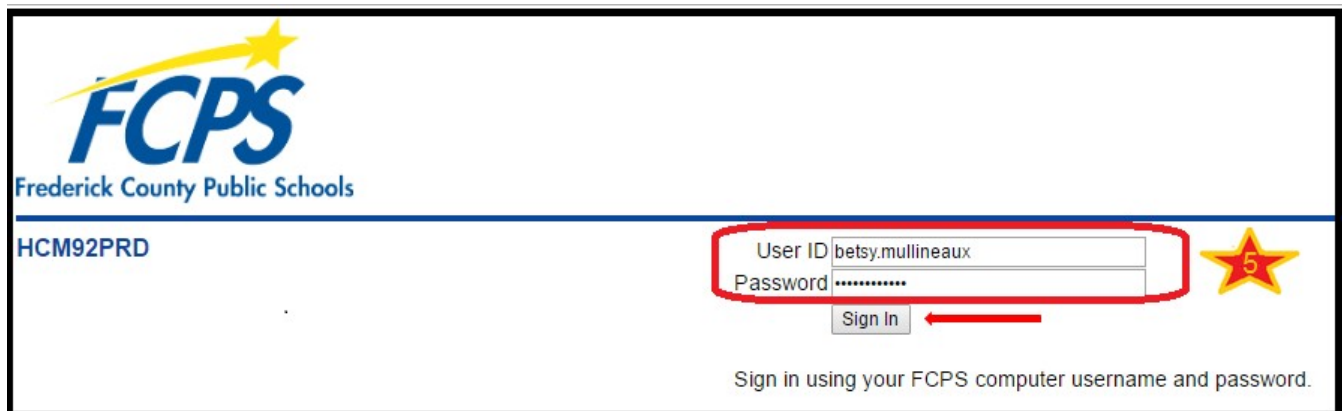 FCPS
Frederick County Public Schools
HCM92PRD
User ID betsy.mullineaux
Password ••••••••••••
5
Sign In
Sign in using your FCPS computer username and password.